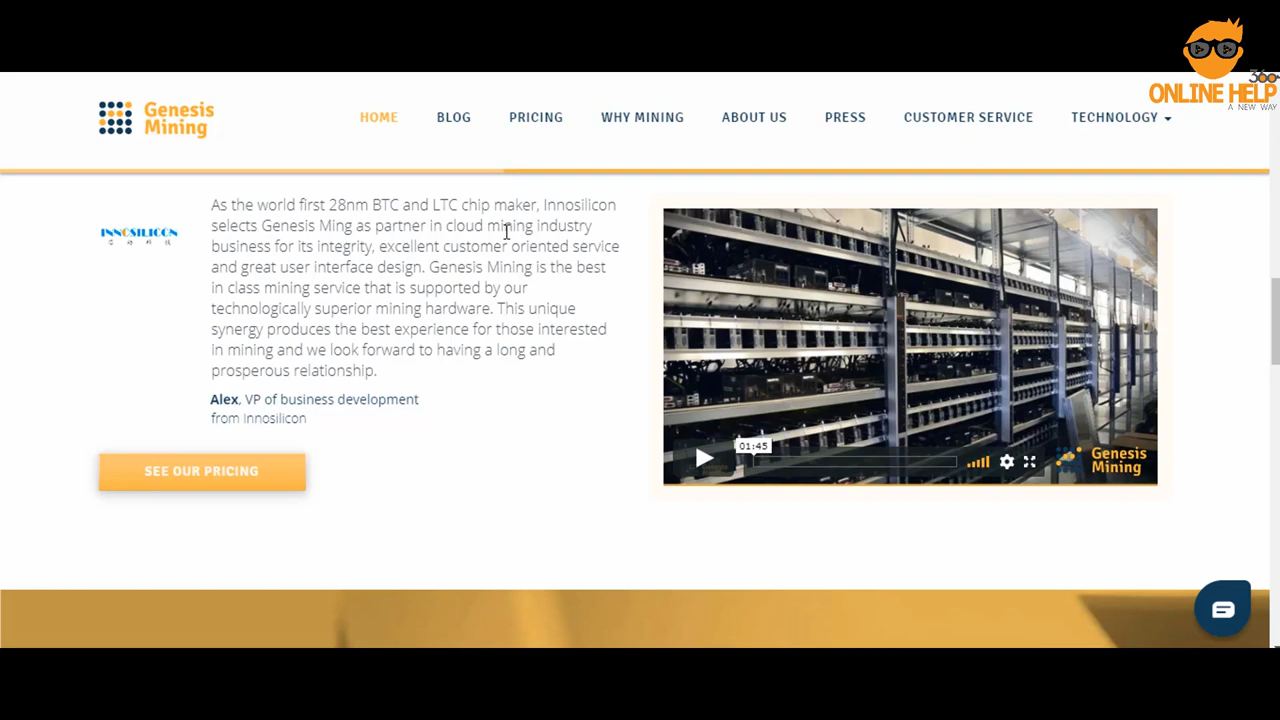 360
ONLINE HELP
A NEW WAY
Genesis
Mining
HOME
BLOG
PRICING
WHY MINING
ABOUT US
PRESS
CUSTOMER SERVICE
TECHNOLOGY
INNOSILICON
As the world first 28nm BTC and LTC chip maker, Innosilicon
selects Genesis Ming as partner in cloud mining industry
business for its integrity, excellent customer oriented service
and great user interface design. Genesis Mining is the best
in class mining service that is supported by our
technologically superior mining hardware. This unique
synergy produces the best experience for those interested
in mining and we look forward to having a long and
prosperous relationship.
Alex, VP of business development
from Innosilicon
SEE OUR PRICING
01:45
Genesis
Mining